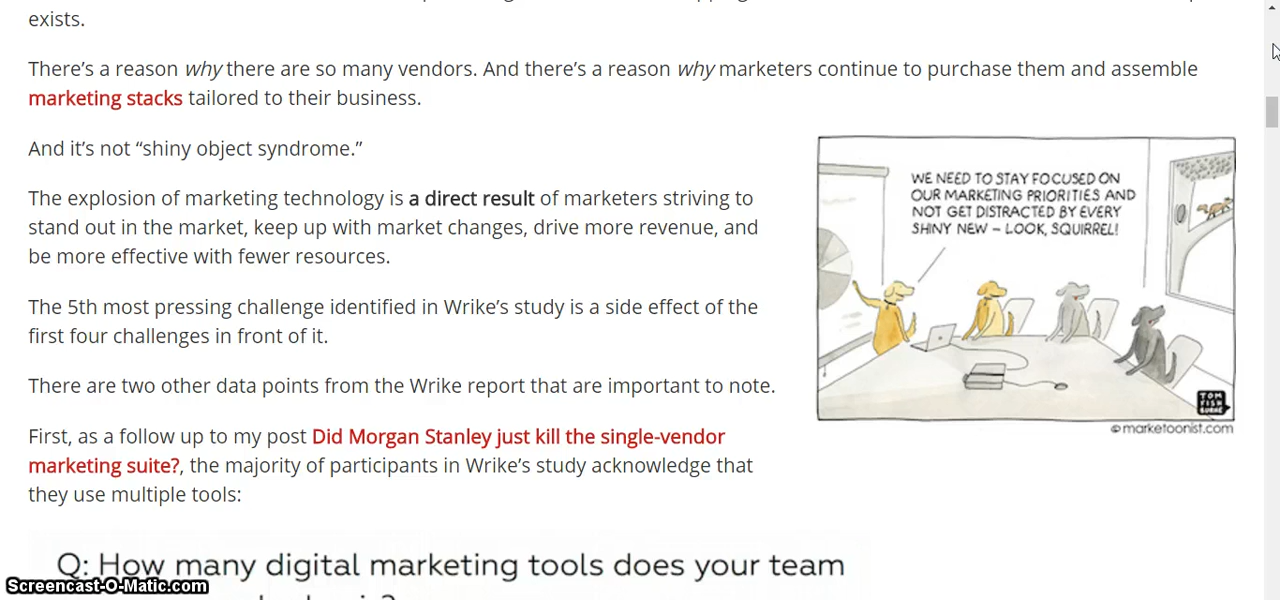 exists.
There's a reason why there are so many vendors. And there's a reason why marketers continue to purchase them and assemble
marketing stacks tailored to their business.
And it's not “shiny object syndrome.”
The explosion of marketing technology is a direct result of marketers striving to
stand out in the market, keep up with market changes, drive more revenue, and
be more effective with fewer resources.
The 5th most pressing challenge identified in Wrike's study is a side effect of the
first four challenges in front of it.
There are two other data points from the Wrike report that are important to note.
First, as a follow up to my post Did Morgan Stanley just kill the single-vendor
marketing suite?, the majority of participants in Wrike's study acknowledge that
they use multiple tools:
WE NEED TO STAY FOCUSED ON
OUR MARKETING PRIORITIES AND
NOT GET DISTRACTED BY EVERY
SHINY NEW – LOOK, SQUIRREL!
TOM
FISH
BURNE
© marketoonist.com
Q: How many digital marketing tools does your team
Screencast-O-Matic.com